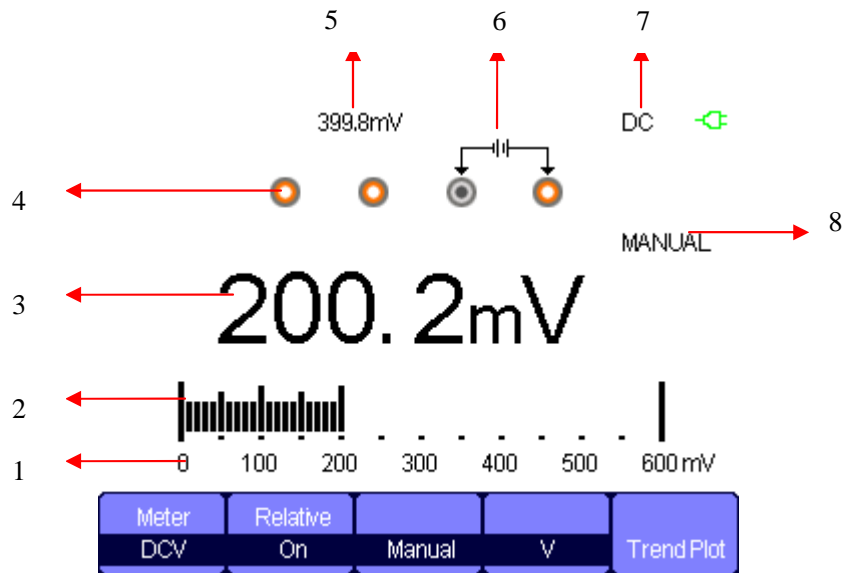 5 6 7
399.8mV DC
4
8
MANUAL
3 200.2mV
2
1 0 100 200 300 400 500 600 mV
Meter Relative
DCV On Manual V Trend Plot